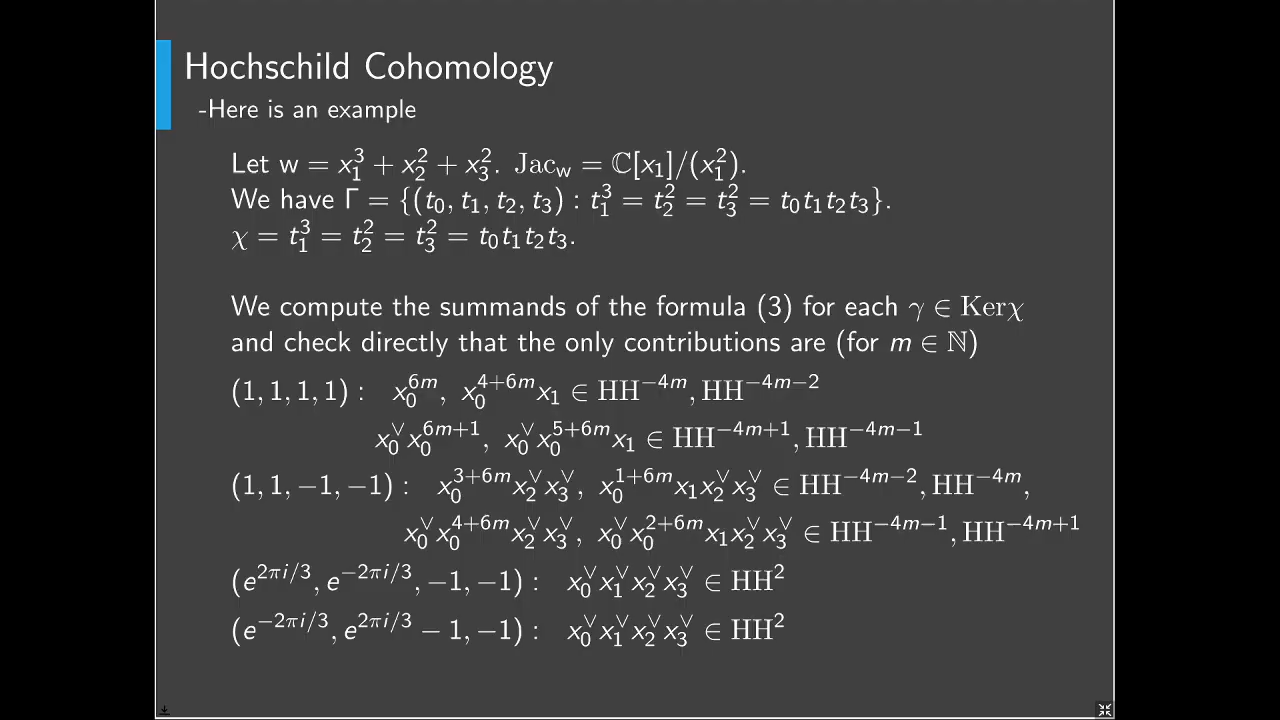 Hochschild Cohomology
-Here is an example
Let w = x₁³ + x₂² + x₃². Jac_w = ℂ[x₁]/(x₁²).
We have Γ = {(t₀, t₁, t₂, t₃) : t₁³ = t₂² = t₃² = t₀t₁t₂t₃}.
χ = t₁³ = t₂² = t₃² = t₀t₁t₂t₃.
We compute the summands of the formula (3) for each γ ∈ Kerχ
and check directly that the only contributions are (for m ∈ ℕ)
(1, 1, 1, 1) : x₀^{6m}, x₀^{4+6m}x₁ ∈ HH^{−4m}, HH^{−4m−2}
x₀^∨x₀^{6m+1}, x₀^∨x₀^{5+6m}x₁ ∈ HH^{−4m+1}, HH^{−4m−1}
(1, 1, −1, −1) : x₀^{3+6m}x₂^∨x₃^∨, x₀^{1+6m}x₁x₂^∨x₃^∨ ∈ HH^{−4m−2}, HH^{−4m},
x₀^∨x₀^{4+6m}x₂^∨x₃^∨, x₀^∨x₀^{2+6m}x₁x₂^∨x₃^∨ ∈ HH^{−4m−1}, HH^{−4m+1}
(e^{2πi/3}, e^{−2πi/3}, −1, −1) : x₀^∨x₁^∨x₂^∨x₃^∨ ∈ HH²
(e^{−2πi/3}, e^{2πi/3} − 1, −1) : x₀^∨x₁^∨x₂^∨x₃^∨ ∈ HH²